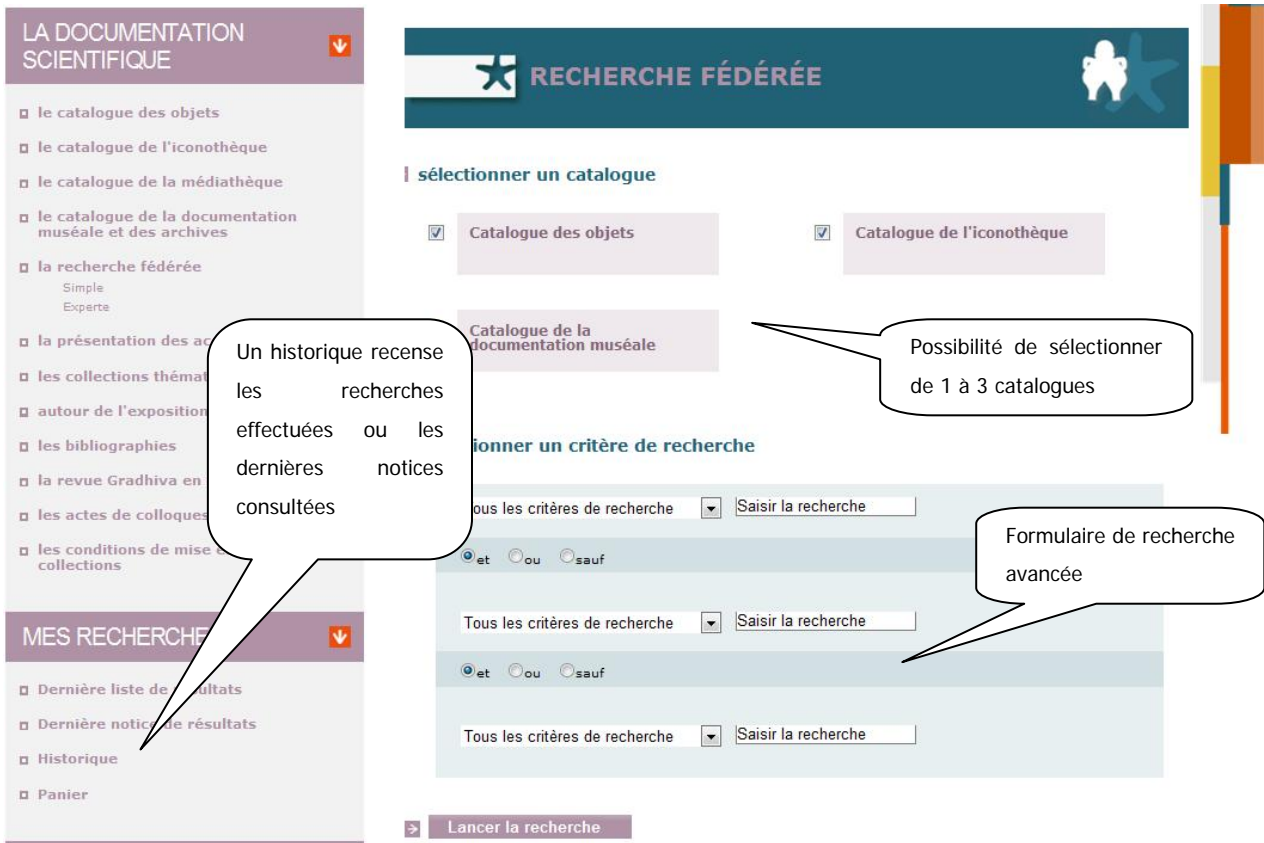 LA DOCUMENTATION
SCIENTIFIQUE
le catalogue des objets
le catalogue de l'iconothèque
le catalogue de la médiathèque
le catalogue de la documentation
muséale et des archives
la recherche fédérée
Simple
Experte
la présentation des ac
les collections thémat
autour de l'exposition
les bibliographies
la revue Gradhiva en
les actes de colloques
les conditions de mise e
collections
MES RECHERCHE
Dernière liste de résultats
Dernière notice de résultats
Historique
Panier
RECHERCHE FÉDÉRÉE
sélectionner un catalogue
Catalogue des objets
Catalogue de l'iconothèque
Catalogue de la
documentation muséale
Possibilité de sélectionner
de 1 à 3 catalogues
Un historique recense
les recherches
effectuées ou les
dernières notices
consultées
ionner un critère de recherche
Tous les critères de recherche Saisir la recherche
et ou sauf
Formulaire de recherche
avancée
Tous les critères de recherche Saisir la recherche
et ou sauf
Tous les critères de recherche Saisir la recherche
Lancer la recherche